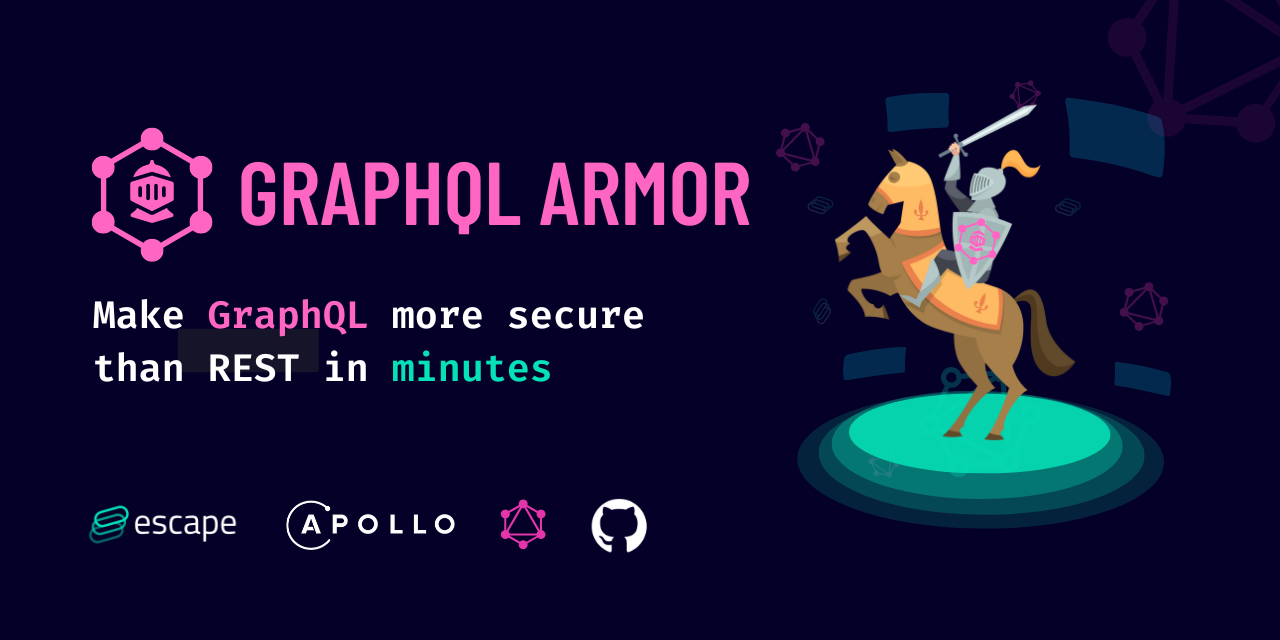 GRAPHQL ARMOR
Make GraphQL more secure
than REST in minutes
escape
APOLLO